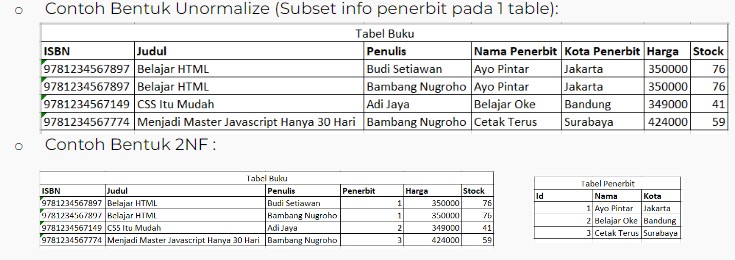 o Contoh Bentuk Unormalize (Subset info penerbit pada 1 table):
Tabel Buku
ISBN Judul Penulis Nama Penerbit Kota Penerbit Harga Stock
9781234567897 Belajar HTML Budi Setiawan Ayo Pintar Jakarta 350000 76
9781234567897 Belajar HTML Bambang Nugroho Ayo Pintar Jakarta 350000 76
9781234567149 CSS Itu Mudah Adi Jaya Belajar Oke Bandung 349000 41
9781234567774 Menjadi Master Javascript Hanya 30 Hari Bambang Nugroho Cetak Terus Surabaya 424000 59
o Contoh Bentuk 2NF :
Tabel Buku
ISBN Judul Penulis Penerbit Harga Stock
9781234567897 Belajar HTML Budi Setiawan 1 350000 76
9781234567897 Belajar HTML Bambang Nugroho 1 350000 76
9781234567149 CSS Itu Mudah Adi Jaya 2 349000 41
9781234567774 Menjadi Master Javascript Hanya 30 Hari Bambang Nugroho 3 424000 59
Tabel Penerbit
Id Nama Kota
1 Ayo Pintar Jakarta
2 Belajar Oke Bandung
3 Cetak Terus Surabaya